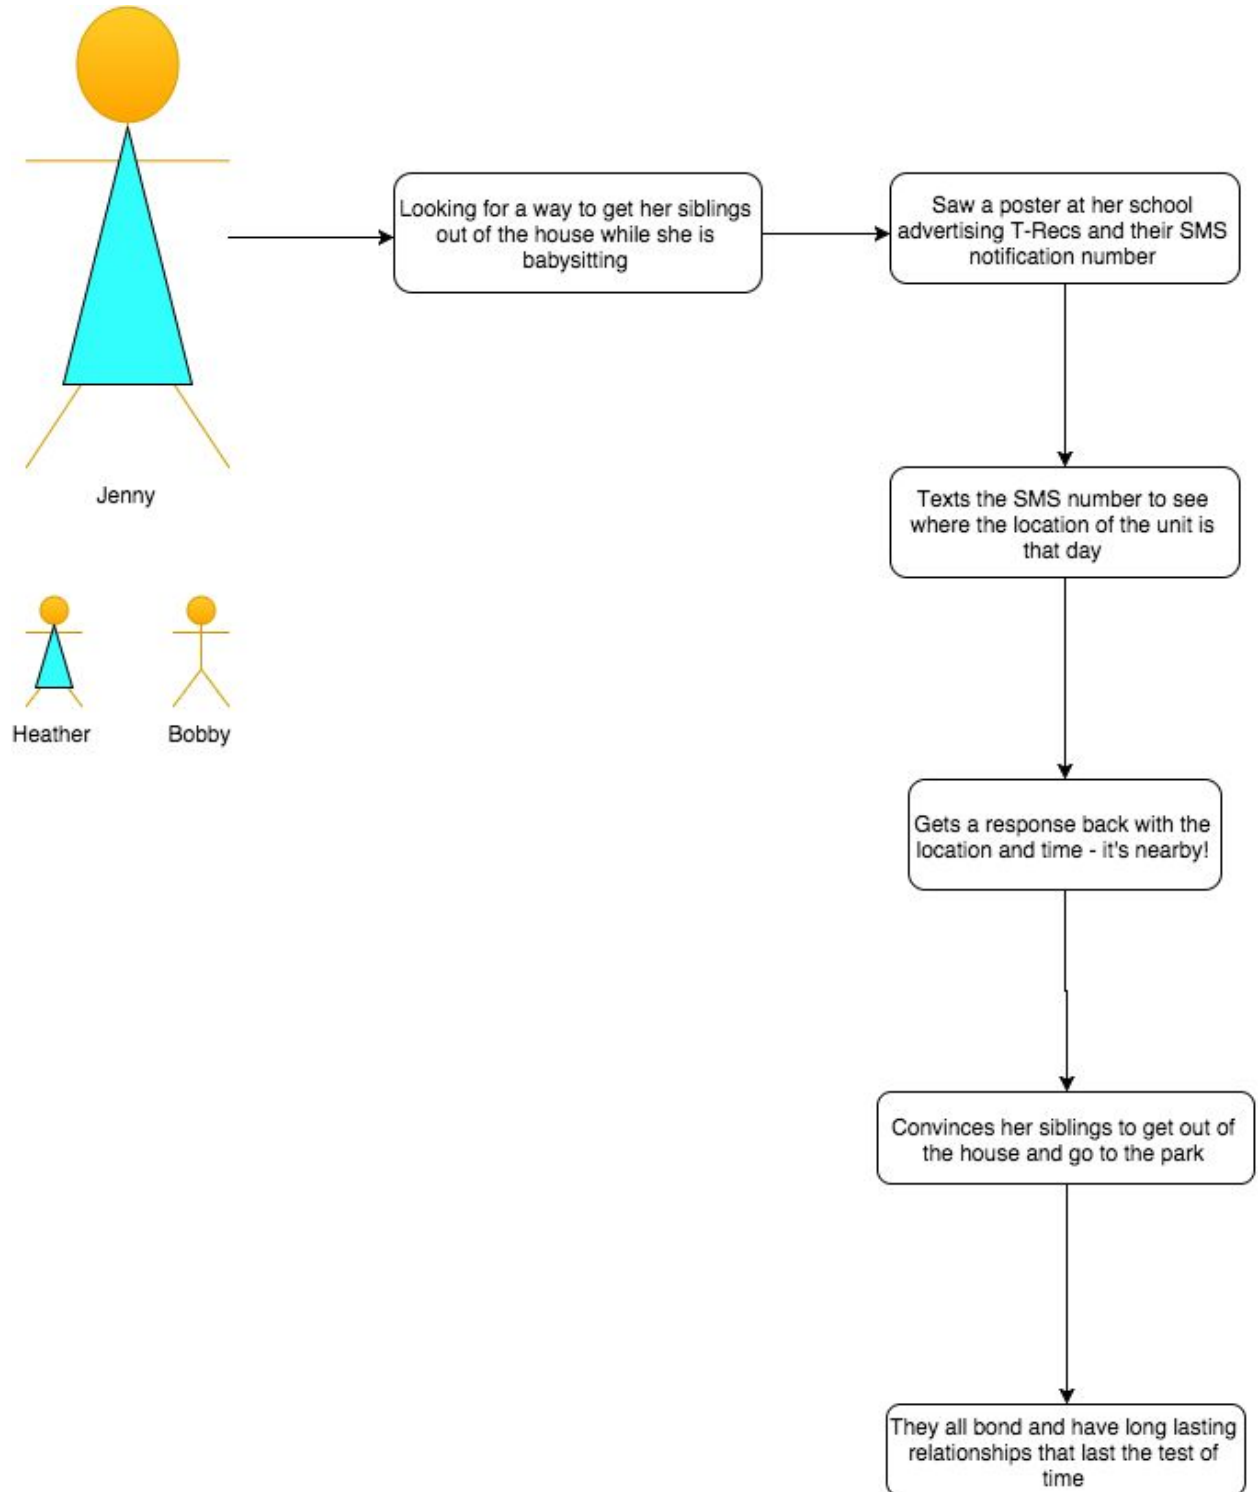 Looking for a way to get her siblings
out of the house while she is
babysitting
Saw a poster at her school
advertising T-Recs and their SMS
notification number
Jenny
Texts the SMS number to see
where the location of the unit is
that day
Heather
Bobby
Gets a response back with the
location and time - it's nearby!
Convinces her siblings to get out of
the house and go to the park
They all bond and have long lasting
relationships that last the test of
time